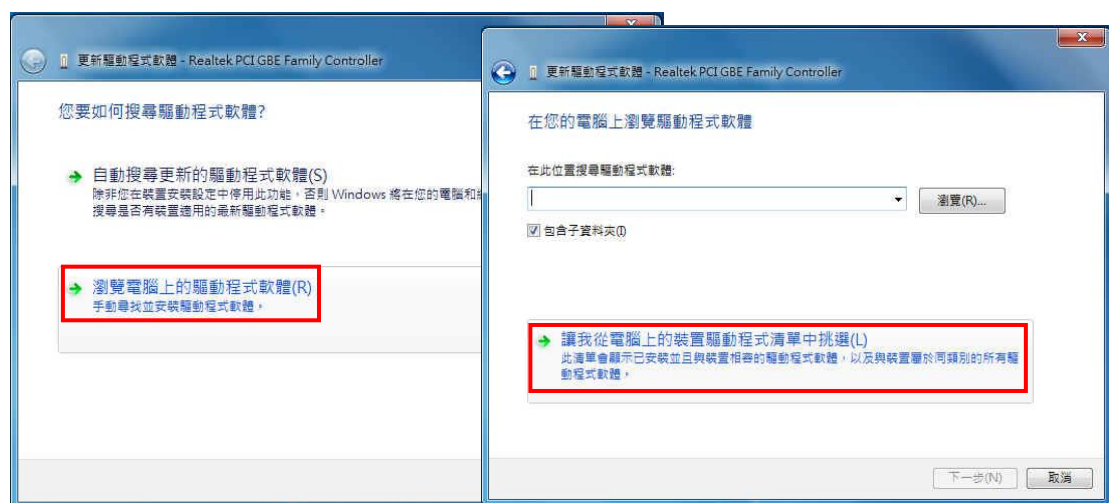 更新驅動程式軟體 - Realtek PCI GBE Family Controller
您要如何搜尋驅動程式軟體?
自動搜尋更新的驅動程式軟體(S)
除非您在裝置安裝設定中停用此功能，否則 Windows 將在您的電腦和
搜尋是否有裝置適用的最新驅動程式軟體。
瀏覽電腦上的驅動程式軟體(R)
手動尋找並安裝驅動程式軟體。
更新驅動程式軟體 - Realtek PCI GBE Family Controller
在您的電腦上瀏覽驅動程式軟體
在此位置搜尋驅動程式軟體:
瀏覽(R)...
包含子資料夾(I)
讓我從電腦上的裝置驅動程式清單中挑選(L)
此清單會顯示已安裝並且與裝置相容的驅動程式軟體，以及與裝置屬於同類別的所有驅
動程式軟體。
下一步(N) 取消